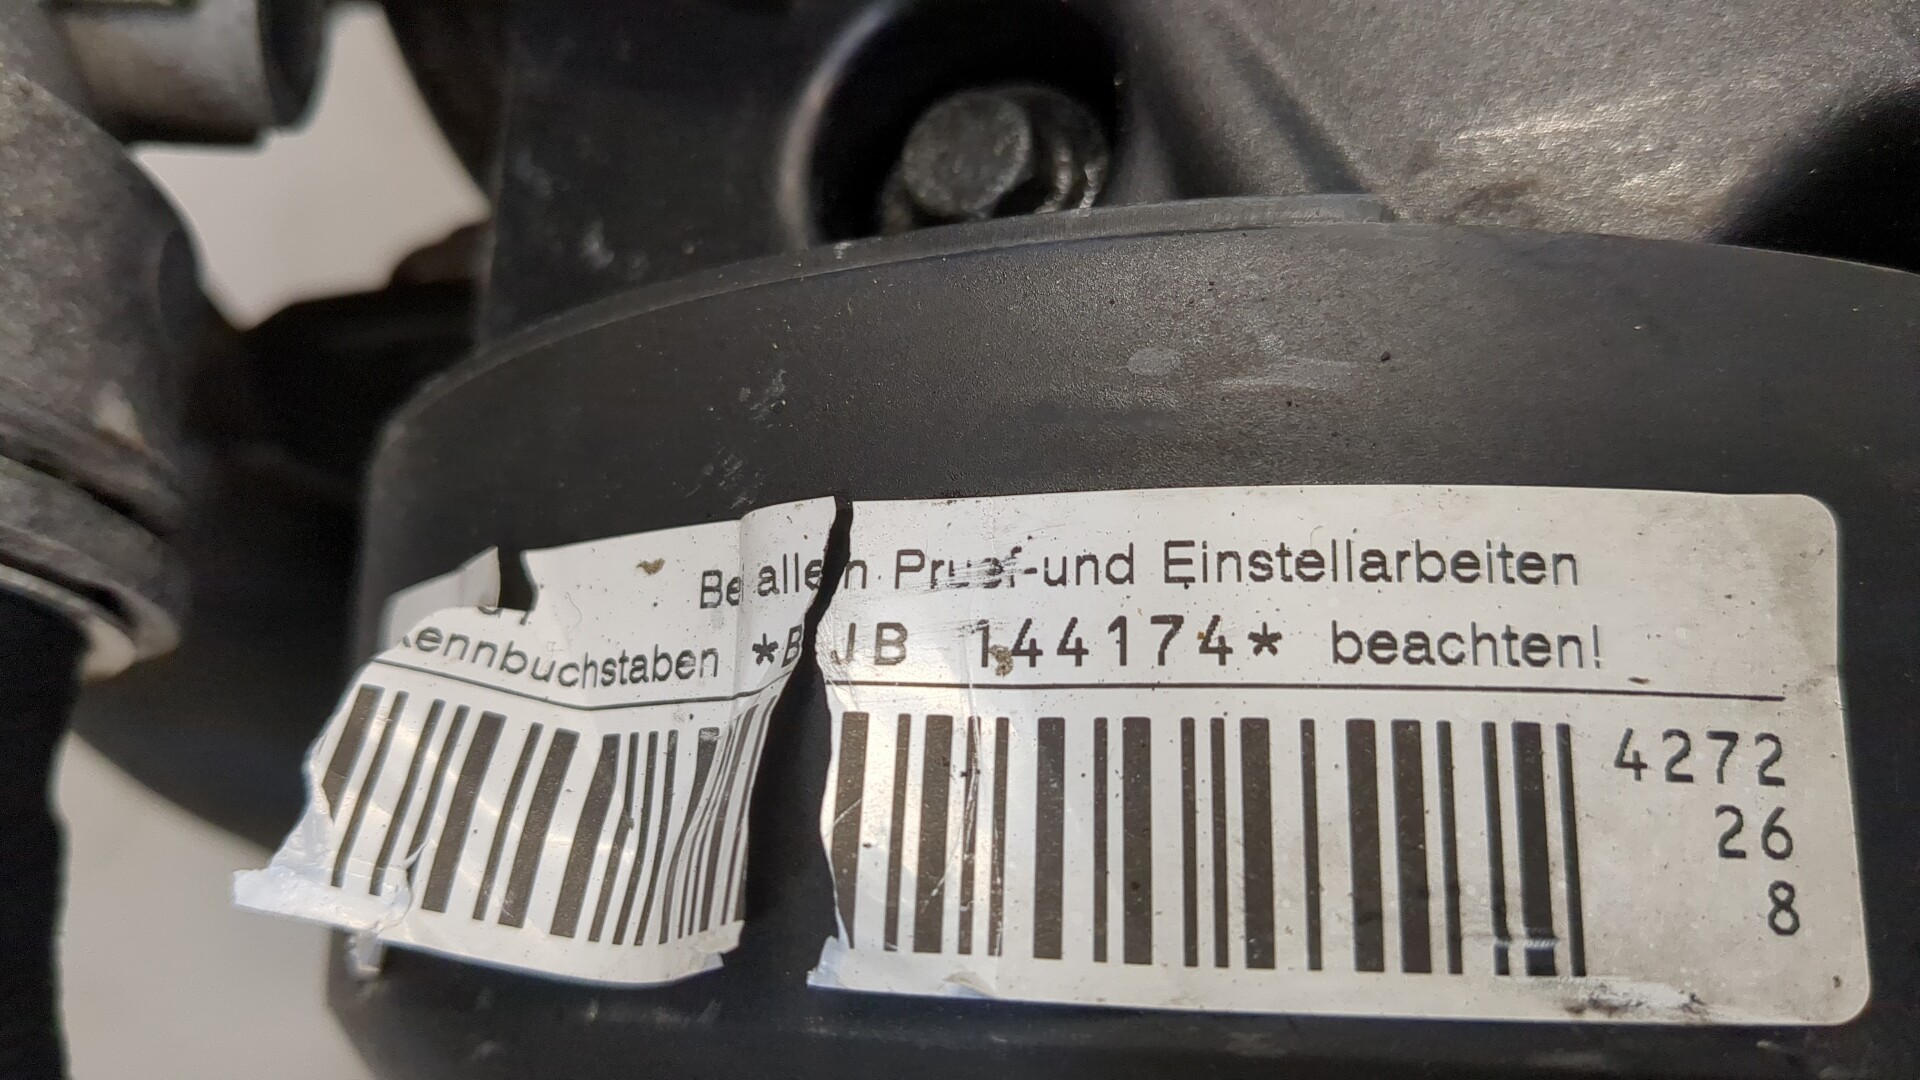 Bei allen Pruef-und Einstellarbeiten
Kennbuchstaben *BJB 144174* beachten!
4272
26
8